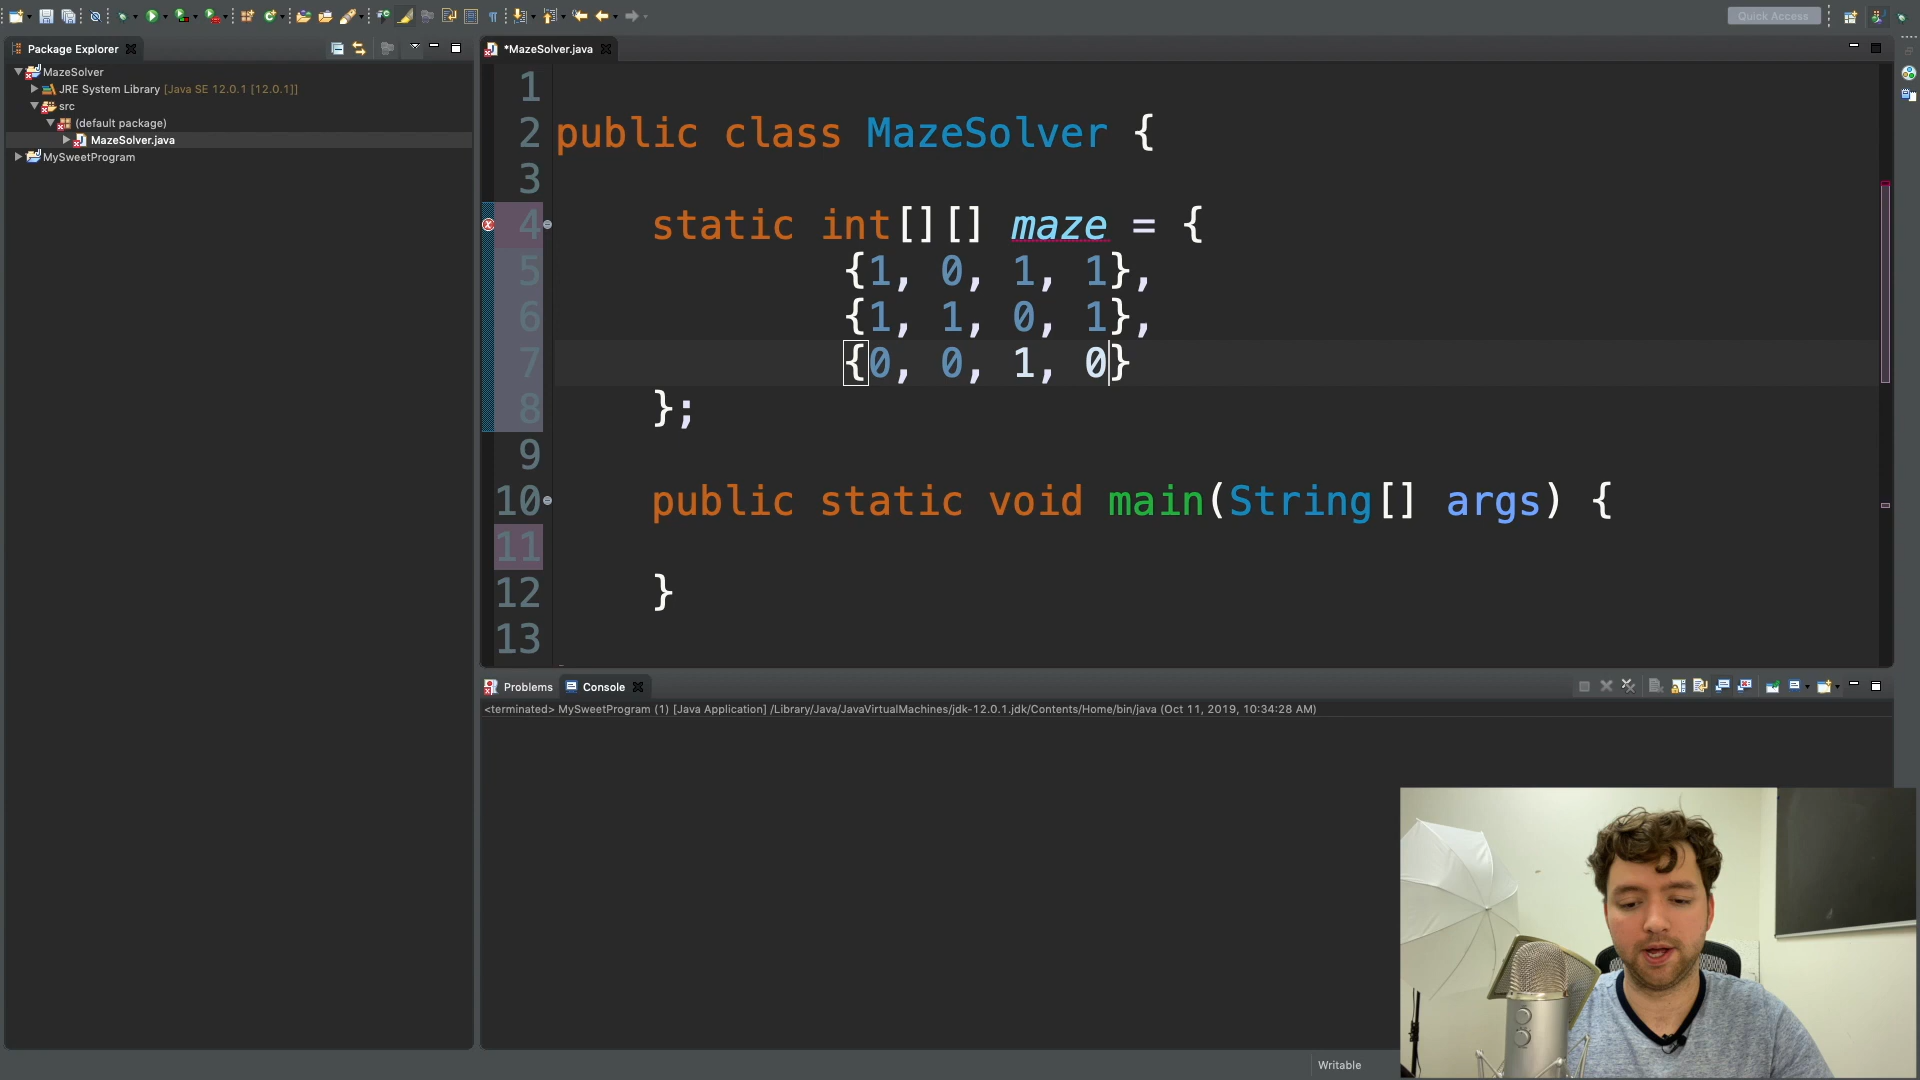 Quick Access
Package Explorer
MazeSolver
JRE System Library [Java SE 12.0.1 [12.0.1]]
src
(default package)
MazeSolver.java
MySweetProgram
*MazeSolver.java
1
2 public class MazeSolver {
3
4 static int[][] maze = {
5 {1, 0, 1, 1},
6 {1, 1, 0, 1},
7 {0, 0, 1, 0}
8 };
9
10 public static void main(String[] args) {
11
12 }
13
Problems Console
<terminated> MySweetProgram (1) [Java Application] /Library/Java/JavaVirtualMachines/jdk-12.0.1.jdk/Contents/Home/bin/java (Oct 11, 2019, 10:34:28 AM)
Writable